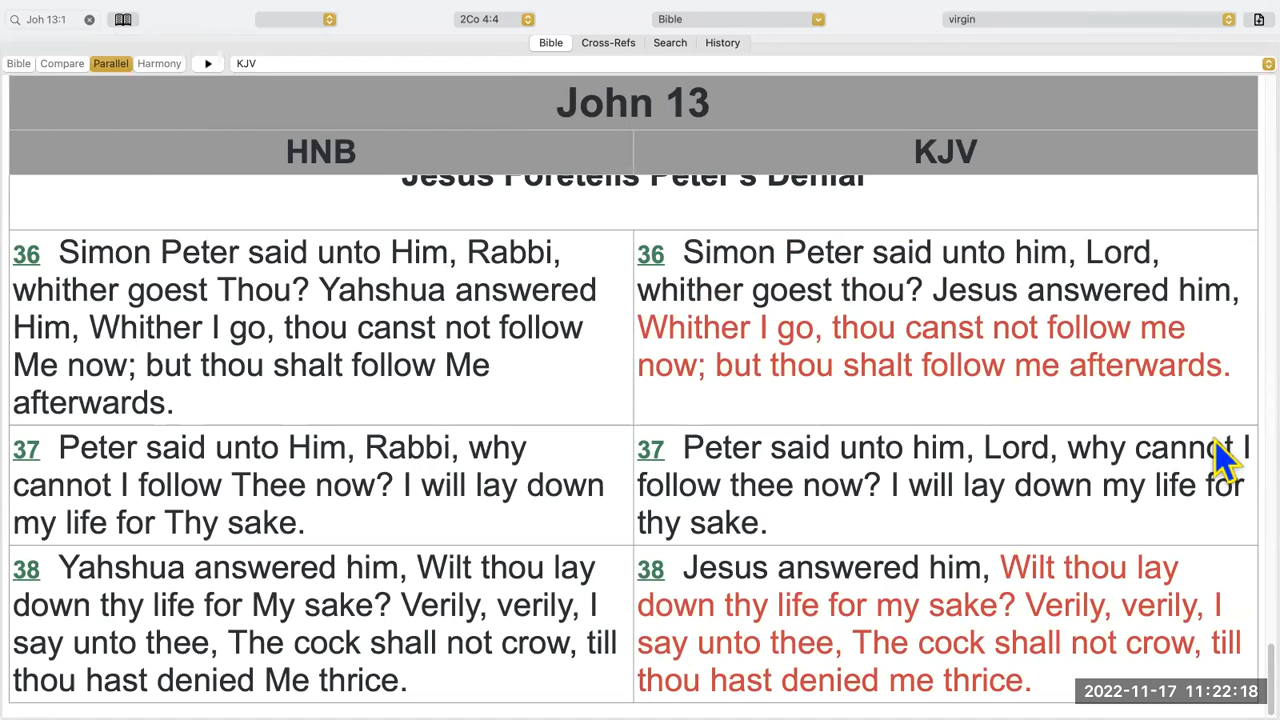 Joh 13:1
2Co 4:4
Bible
virgin
Bible
Cross-Refs
Search
History
Bible
Compare
Parallel
Harmony
KJV
John 13
HNB
KJV
Jesus Foretells Peter's Denial
36 Simon Peter said unto Him, Rabbi,
whither goest Thou? Yahshua answered
Him, Whither I go, thou canst not follow
Me now; but thou shalt follow Me
afterwards.
36 Simon Peter said unto him, Lord,
whither goest thou? Jesus answered him,
Whither I go, thou canst not follow me
now; but thou shalt follow me afterwards.
37 Peter said unto Him, Rabbi, why
cannot I follow Thee now? I will lay down
my life for Thy sake.
37 Peter said unto him, Lord, why cannot I
follow thee now? I will lay down my life for
thy sake.
38 Yahshua answered him, Wilt thou lay
down thy life for My sake? Verily, verily, I
say unto thee, The cock shall not crow, till
thou hast denied Me thrice.
38 Jesus answered him, Wilt thou lay
down thy life for my sake? Verily, verily, I
say unto thee, The cock shall not crow, till
thou hast denied me thrice.
2022-11-17 11:22:18